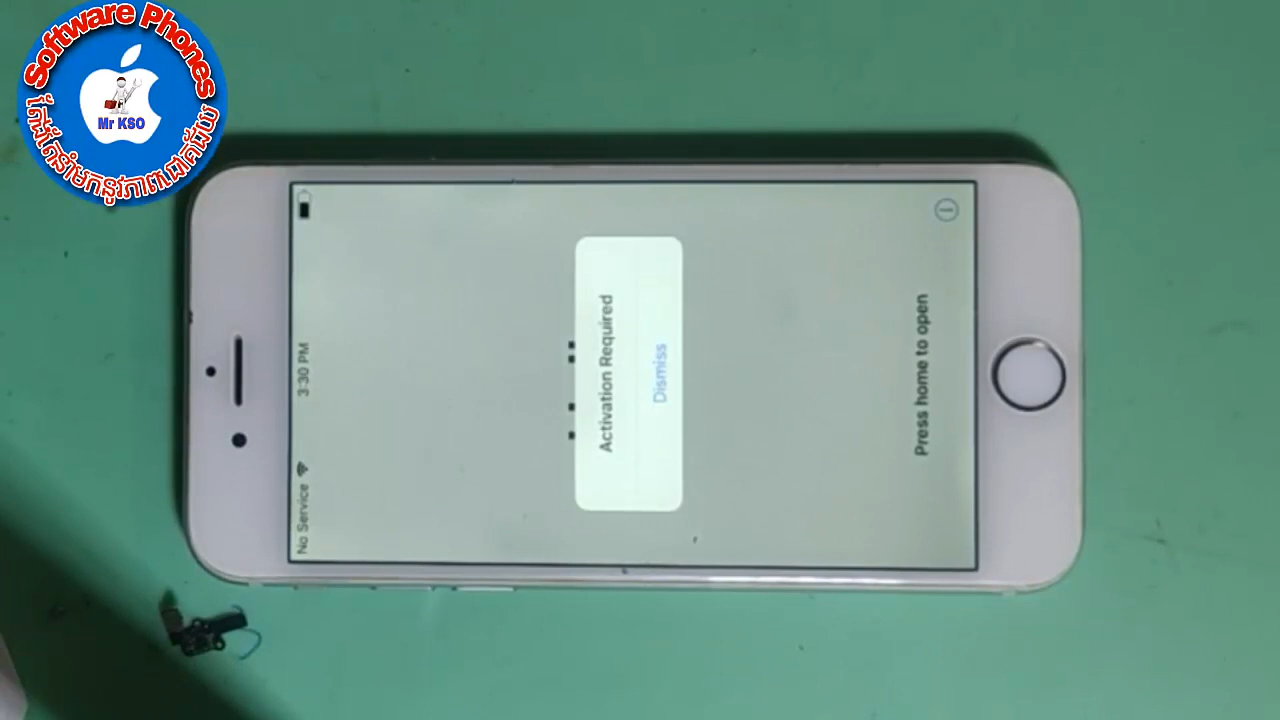 Software Phones
Mr KSO
No Service
3:30 PM
Activation Required
Dismiss
Press home to open